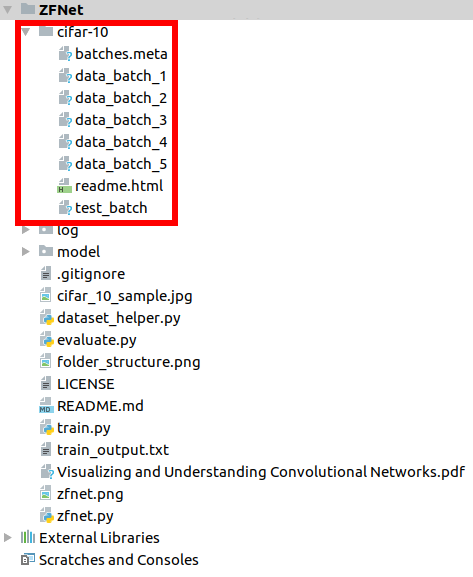 ZFNet
cifar-10
batches.meta
data_batch_1
data_batch_2
data_batch_3
data_batch_4
data_batch_5
readme.html
test_batch
log
model
.gitignore
cifar_10_sample.jpg
dataset_helper.py
evaluate.py
folder_structure.png
LICENSE
README.md
train.py
train_output.txt
Visualizing and Understanding Convolutional Networks.pdf
zfnet.png
zfnet.py
External Libraries
Scratches and Consoles